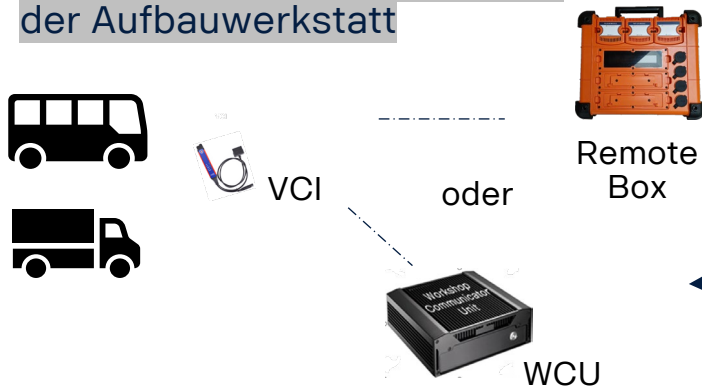 der Aufbauwerkstatt
Remote
Box
VCI
oder
Workshop
Communicator
Unit
WCU